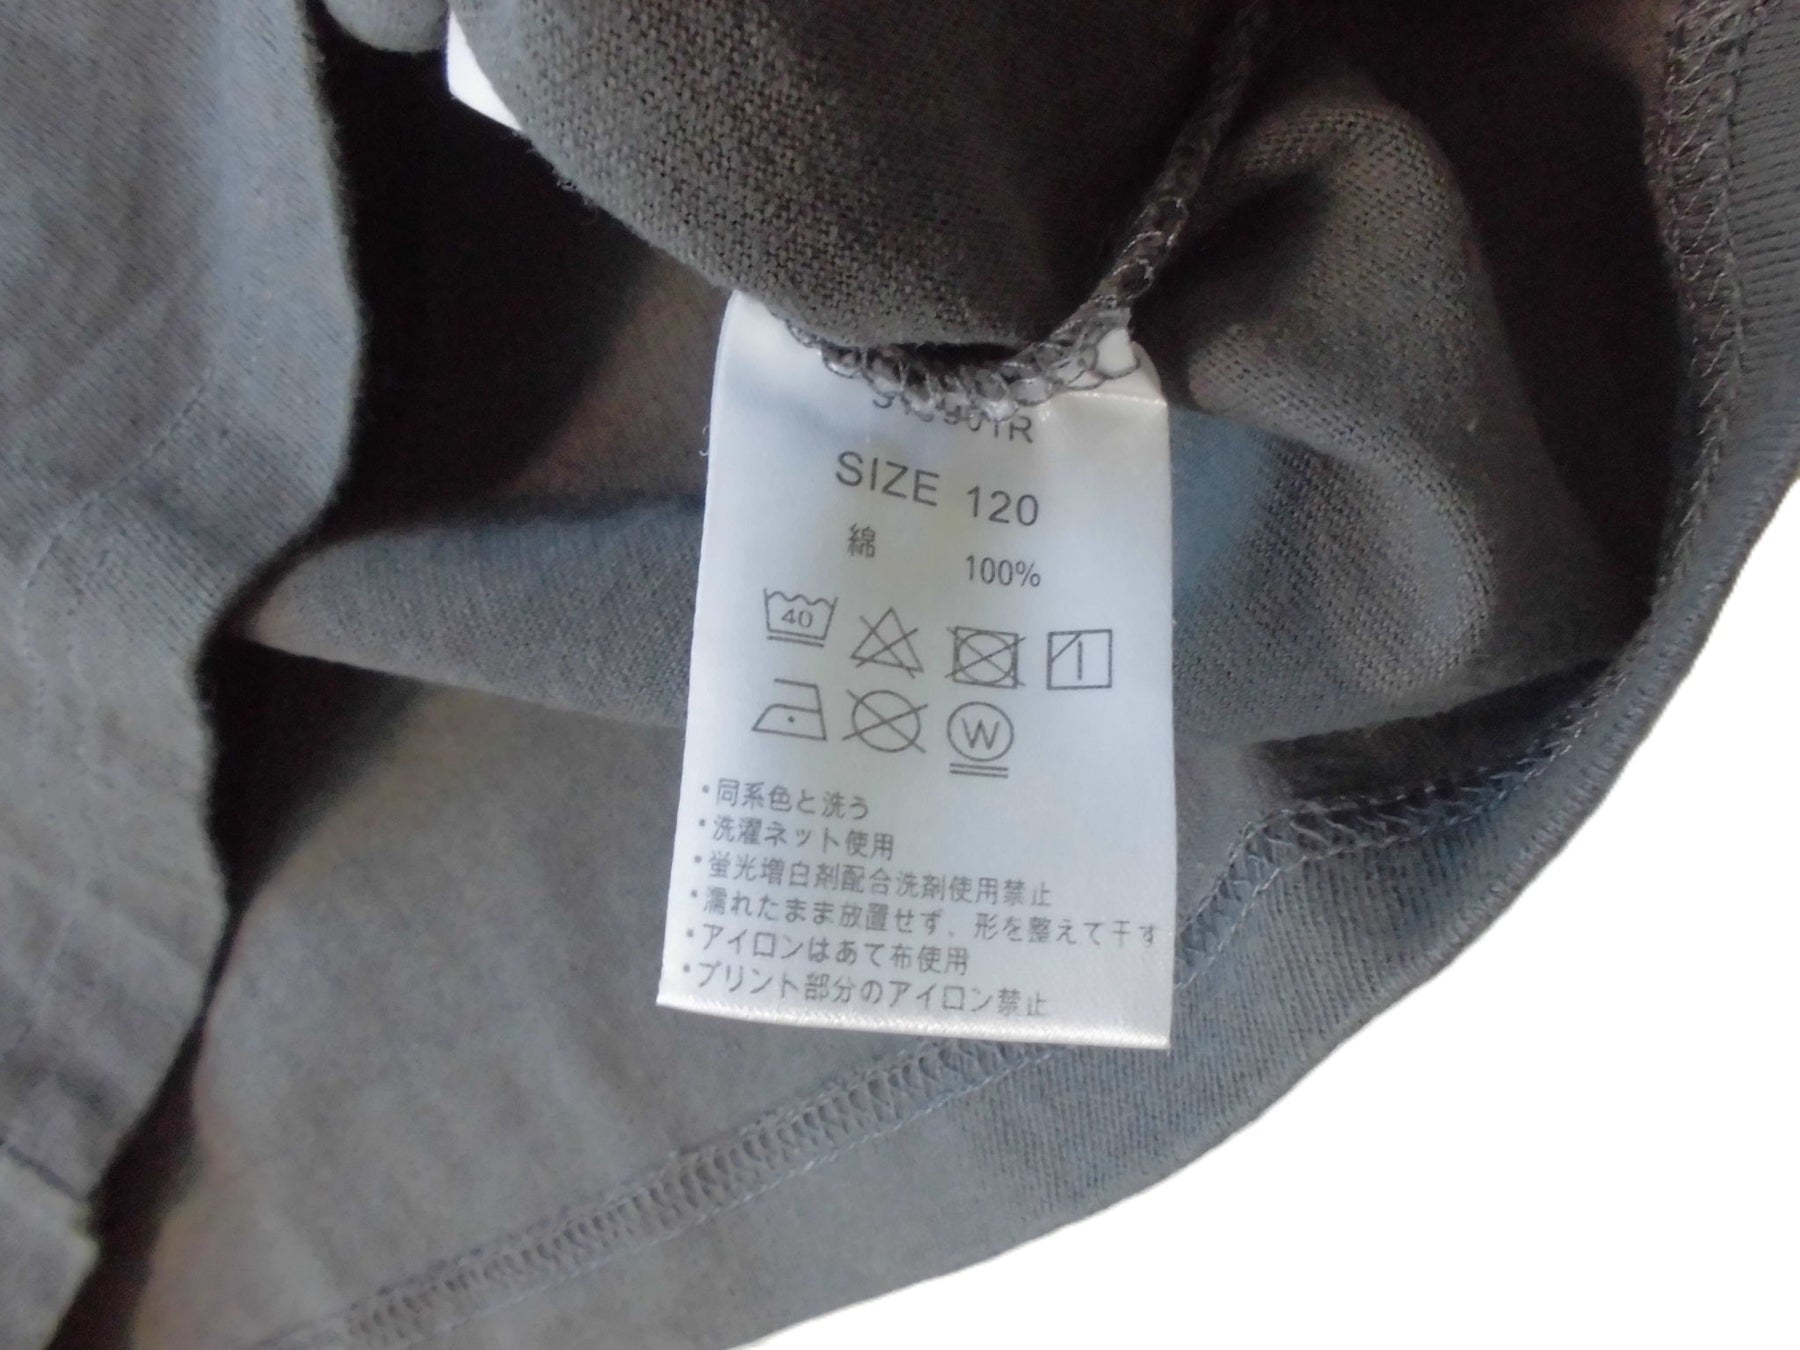 SIZE 120
綿 100%
40
W
・同系色と洗う
・洗濯ネット使用
・蛍光増白剤配合洗剤使用禁止
・濡れたまま放置せず、形を整えて干す
・アイロンはあて布使用
・プリント部分のアイロン禁止